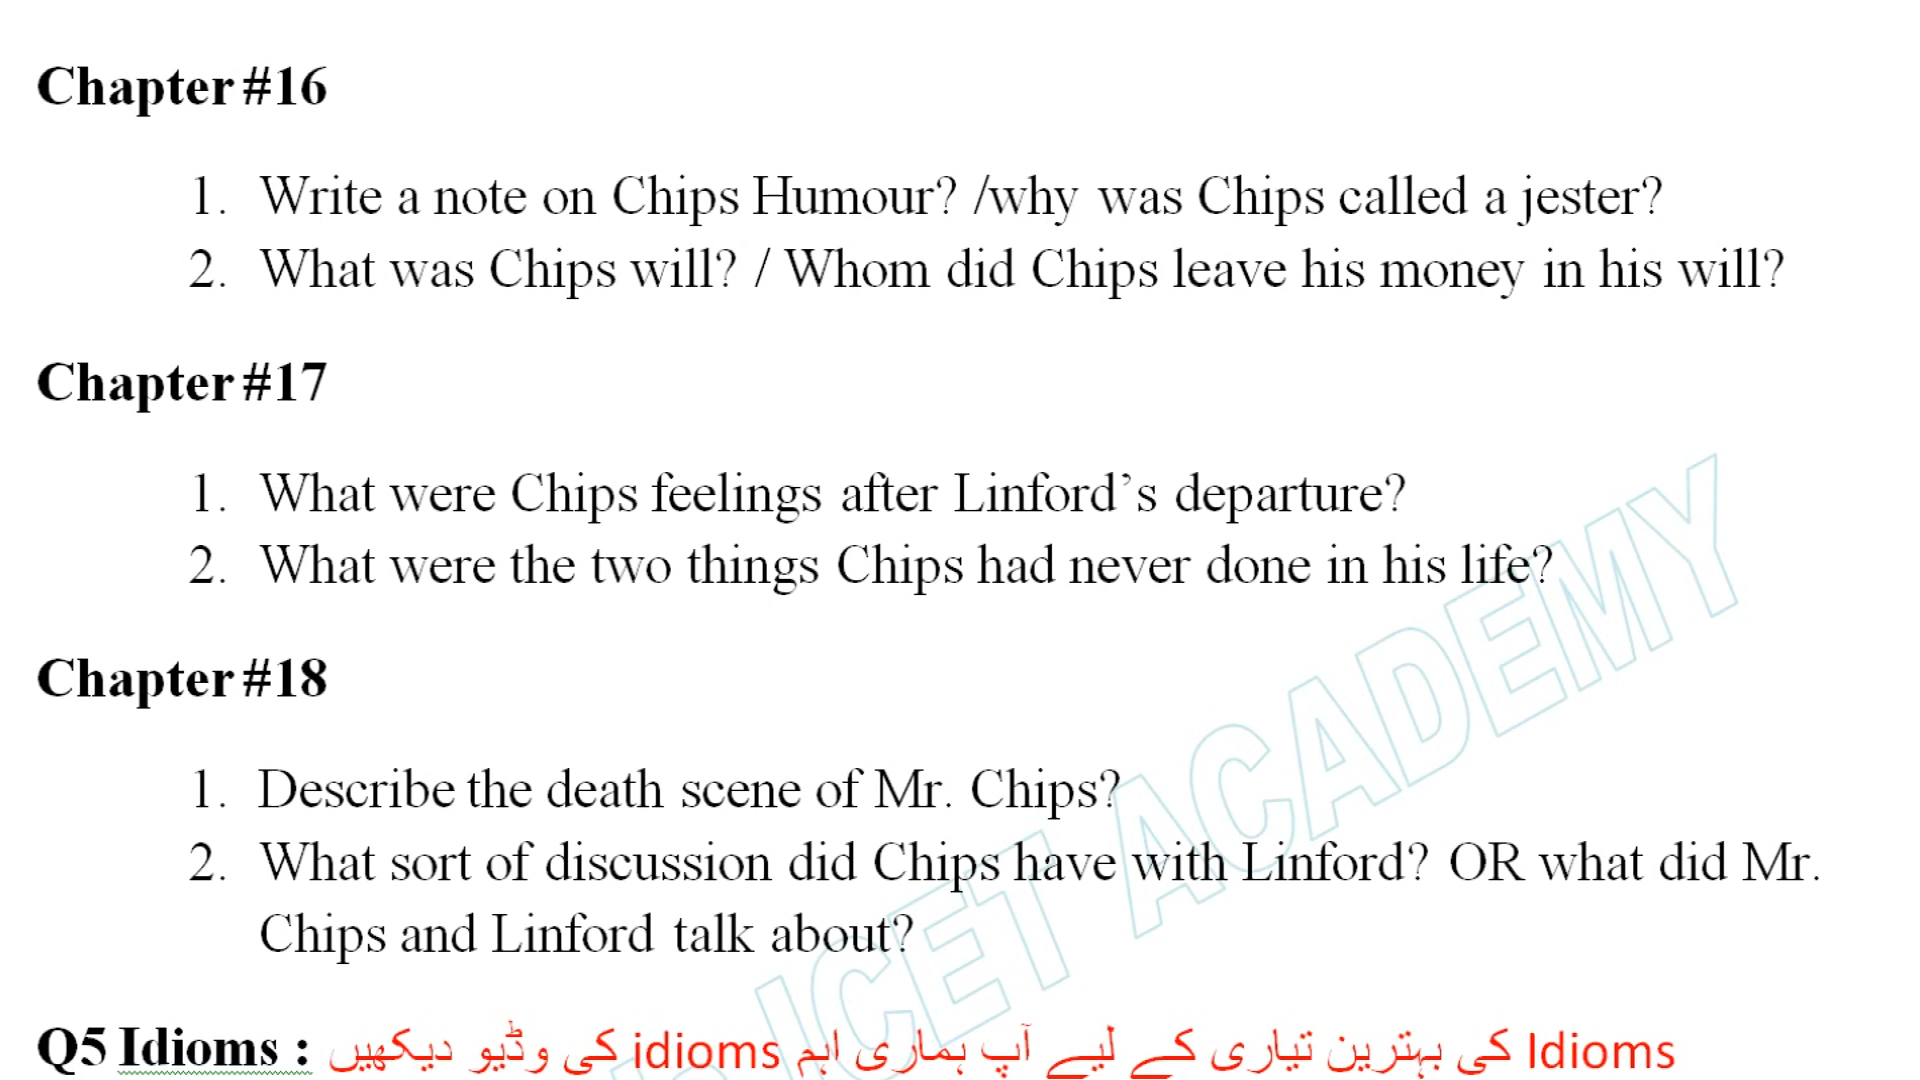 Chapter #16
1. Write a note on Chips Humour? /why was Chips called a jester?
2. What was Chips will? / Whom did Chips leave his money in his will?
Chapter #17
1. What were Chips feelings after Linford’s departure?
2. What were the two things Chips had never done in his life?
Chapter #18
1. Describe the death scene of Mr. Chips?
2. What sort of discussion did Chips have with Linford? OR what did Mr.
Chips and Linford talk about?
Q5 Idioms : Idioms کی بہترین تیاری کے لیے آپ ہماری اہم idioms کی وڈیو دیکھیں
ICET ACADEMY